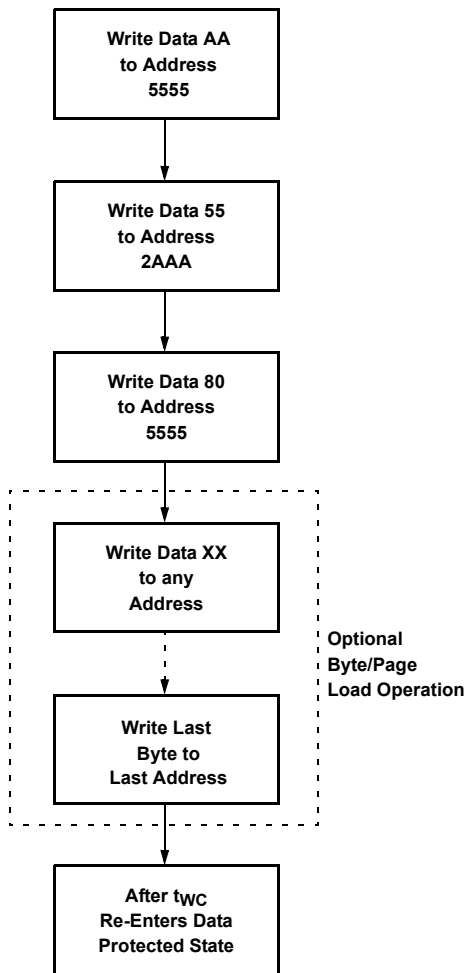 Write Data AA
to Address
5555
Write Data 55
to Address
2AAA
Write Data 80
to Address
5555
Write Data XX
to any
Address
Optional
Byte/Page
Load Operation
Write Last
Byte to
Last Address
After tWC
Re-Enters Data
Protected State